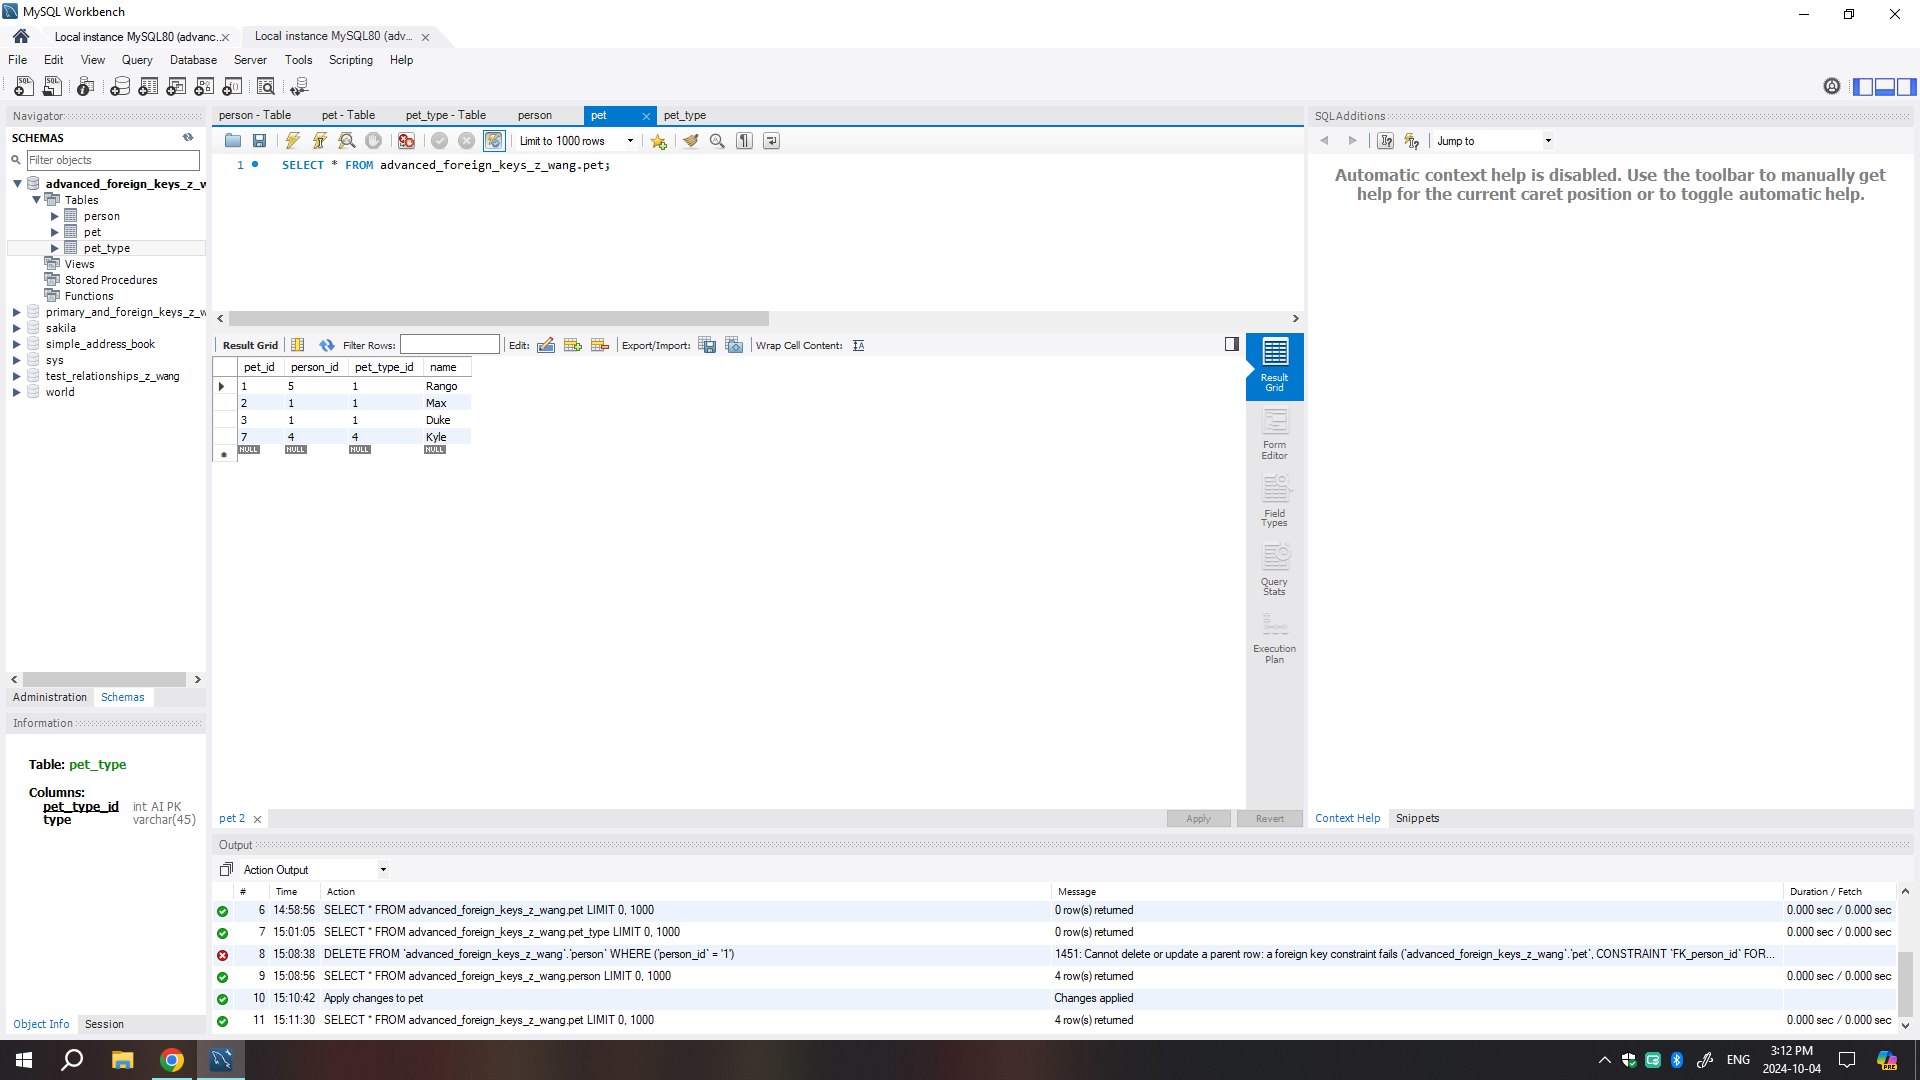 MySQL Workbench
Local instance MySQL80 (advanc...
Local instance MySQL80 (adv...
File Edit View Query Database Server Tools Scripting Help
Navigator
SCHEMAS
Filter objects
advanced_foreign_keys_z_w
Tables
person
pet
pet_type
Views
Stored Procedures
Functions
primary_and_foreign_keys_z_w
sakila
simple_address_book
sys
test_relationships_z_wang
world
Administration Schemas
Information
Table: pet_type
Columns:
pet_type_id int AI PK
type varchar(45)
Object Info Session
person - Table pet - Table pet_type - Table person pet pet_type
Limit to 1000 rows
1 SELECT * FROM advanced_foreign_keys_z_wang.pet;
Result Grid Filter Rows: Edit: Export/Import: Wrap Cell Content:
pet_id person_id pet_type_id name
1 5 1 Rango
2 1 1 Max
3 1 1 Duke
7 4 4 Kyle
NULL NULL NULL NULL
Result Grid
Form Editor
Field Types
Query Stats
Execution Plan
pet 2
Apply Revert
SQLAdditions
Jump to
Automatic context help is disabled. Use the toolbar to manually get
help for the current caret position or to toggle automatic help.
Context Help Snippets
Output
Action Output
# Time Action Message Duration / Fetch
6 14:58:56 SELECT * FROM advanced_foreign_keys_z_wang.pet LIMIT 0, 1000 0 row(s) returned 0.000 sec / 0.000 sec
7 15:01:05 SELECT * FROM advanced_foreign_keys_z_wang.pet_type LIMIT 0, 1000 0 row(s) returned 0.000 sec / 0.000 sec
8 15:08:38 DELETE FROM `advanced_foreign_keys_z_wang`.`person` WHERE (`person_id` = '1') 1451: Cannot delete or update a parent row: a foreign key constraint fails (`advanced_foreign_keys_z_wang`.`pet`, CONSTRAINT `FK_person_id` FOR...
9 15:08:56 SELECT * FROM advanced_foreign_keys_z_wang.person LIMIT 0, 1000 4 row(s) returned 0.000 sec / 0.000 sec
10 15:10:42 Apply changes to pet Changes applied
11 15:11:30 SELECT * FROM advanced_foreign_keys_z_wang.pet LIMIT 0, 1000 4 row(s) returned 0.000 sec / 0.000 sec
ENG
3:12 PM
2024-10-04